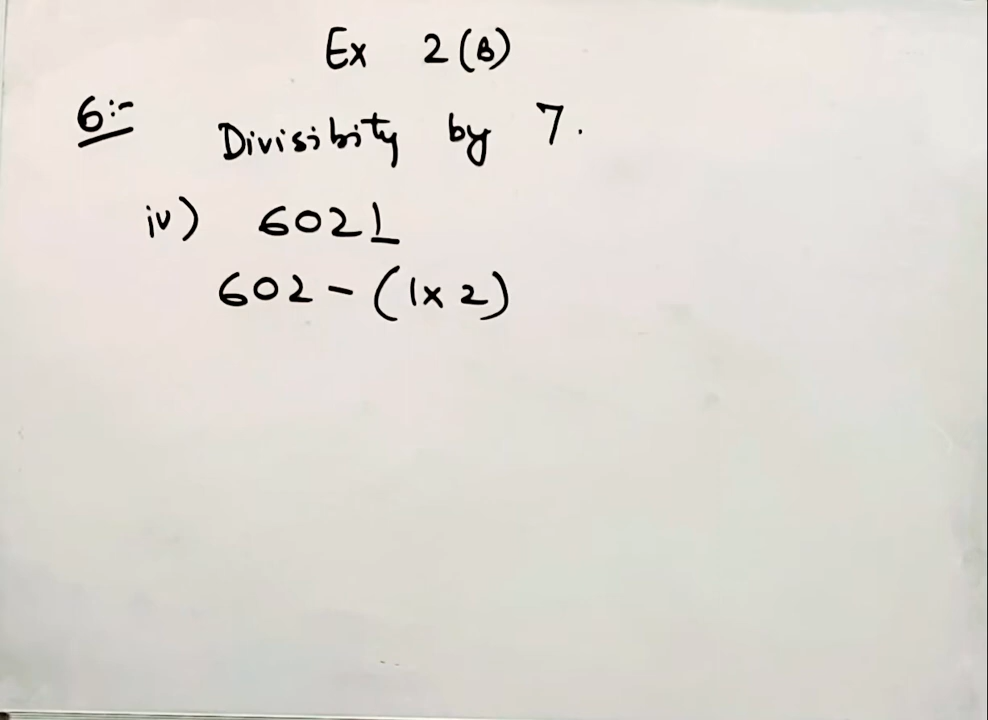 Ex 2(B)
6:-
Divisibity by 7.
iv) 6021
602 - (1x2)